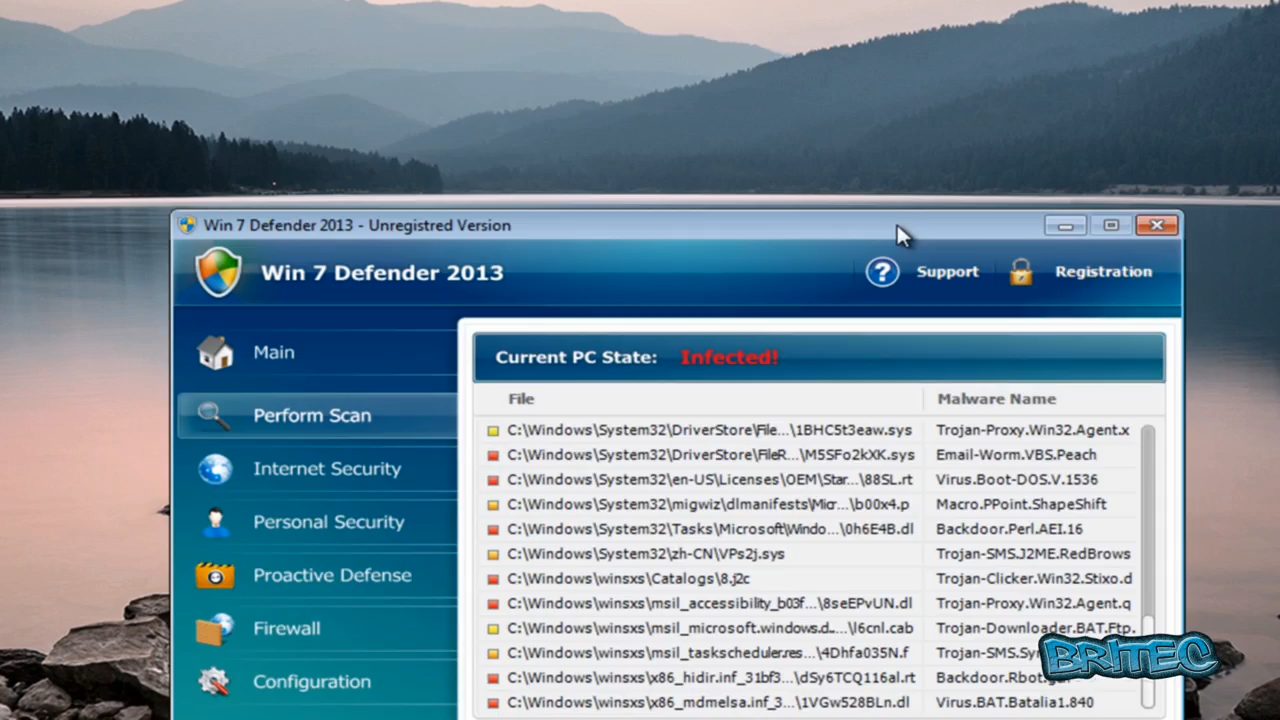 Win 7 Defender 2013 - Unregistred Version
Win 7 Defender 2013
Support
Registration
Main
Perform Scan
Internet Security
Personal Security
Proactive Defense
Firewall
Configuration
Current PC State: Infected!
File Malware Name
C:\Windows\System32\DriverStore\File...\1BHC5t3eaw.sys Trojan-Proxy.Win32.Agent.x
C:\Windows\System32\DriverStore\FileR...\M5SFo2kXK.sys Email-Worm.VBS.Peach
C:\Windows\System32\en-US\Licenses\OEM\Star...\88SL.rt Virus.Boot-DOS.V.1536
C:\Windows\System32\migwiz\dlmanifests\Micr...\b00x4.p Macro.PPoint.ShapeShift
C:\Windows\System32\Tasks\Microsoft\Windo...\0h6E4B.dl Backdoor.Perl.AEI.16
C:\Windows\System32\zh-CN\VPs2j.sys Trojan-SMS.J2ME.RedBrows
C:\Windows\winsxs\Catalogs\8.j2c Trojan-Clicker.Win32.Stixo.d
C:\Windows\winsxs\msil_accessibility_b03f...\8seEPvUN.dl Trojan-Proxy.Win32.Agent.q
C:\Windows\winsxs\msil_microsoft.windows.d...\l6cnl.cab Trojan-Downloader.BAT.Ftp.
C:\Windows\winsxs\msil_taskscheduler.res...\4Dhfa035N.f
C:\Windows\winsxs\x86_hidir.inf_31bf3...\dSy6TCQ116al.rt
C:\Windows\winsxs\x86_mdmelsa.inf_3...\1VGw528BLn.dl Virus.BAT.Batalia1.840
BRITEC